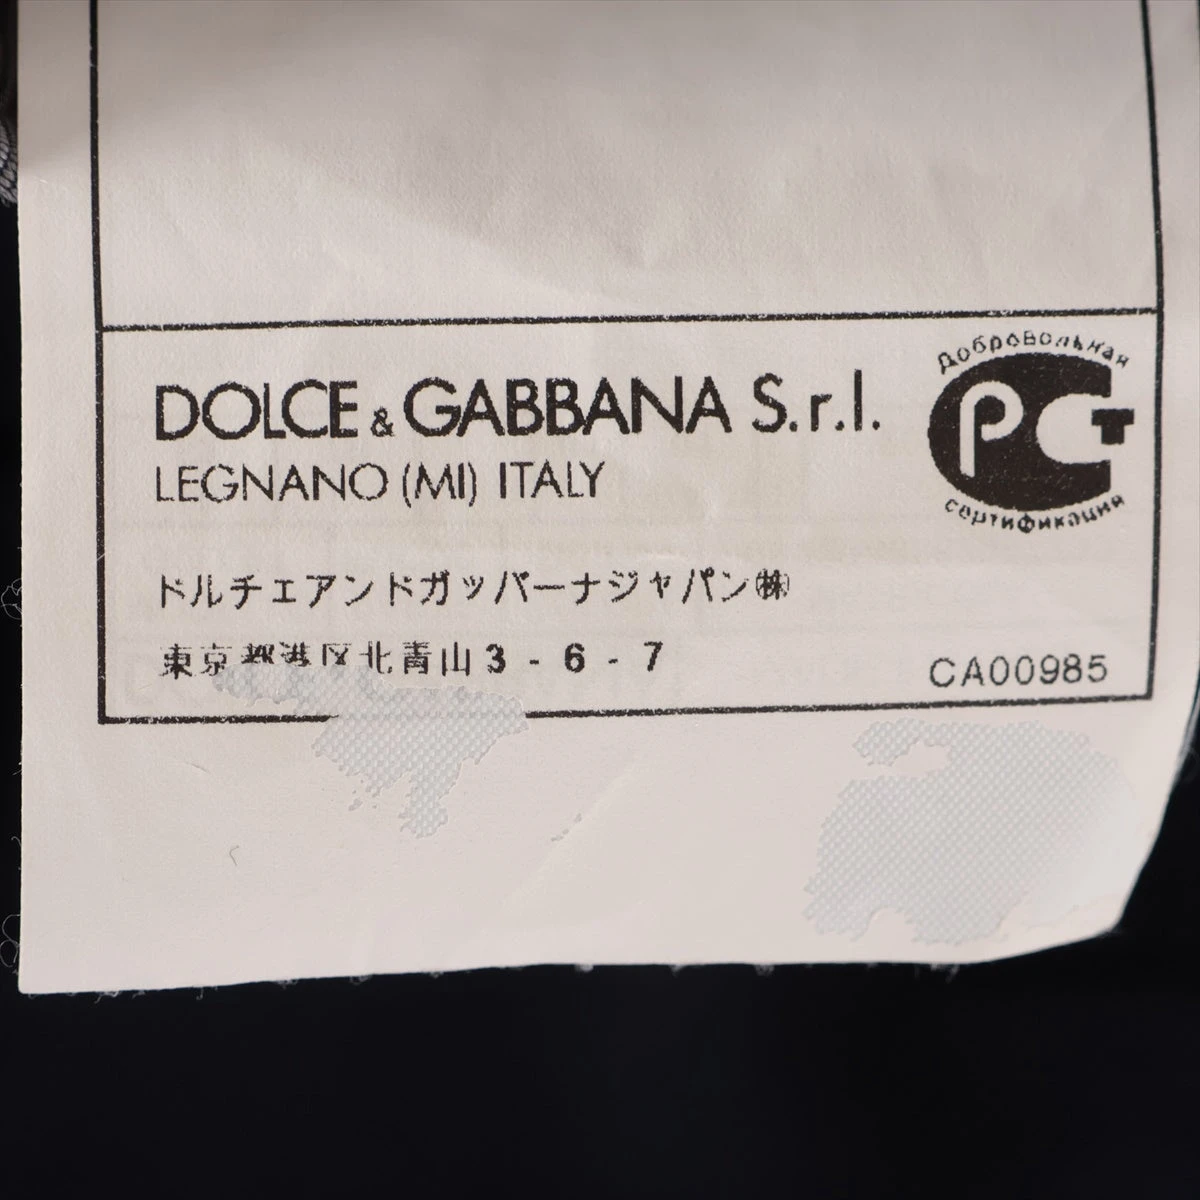 DOLCE & GABBANA S.r.l.
LEGNANO (MI) ITALY
Добровольная
РСТ
сертификация
ドルチェアンドガッバーナジャパン㈱
東京都港区北青山3-6-7
CA00985